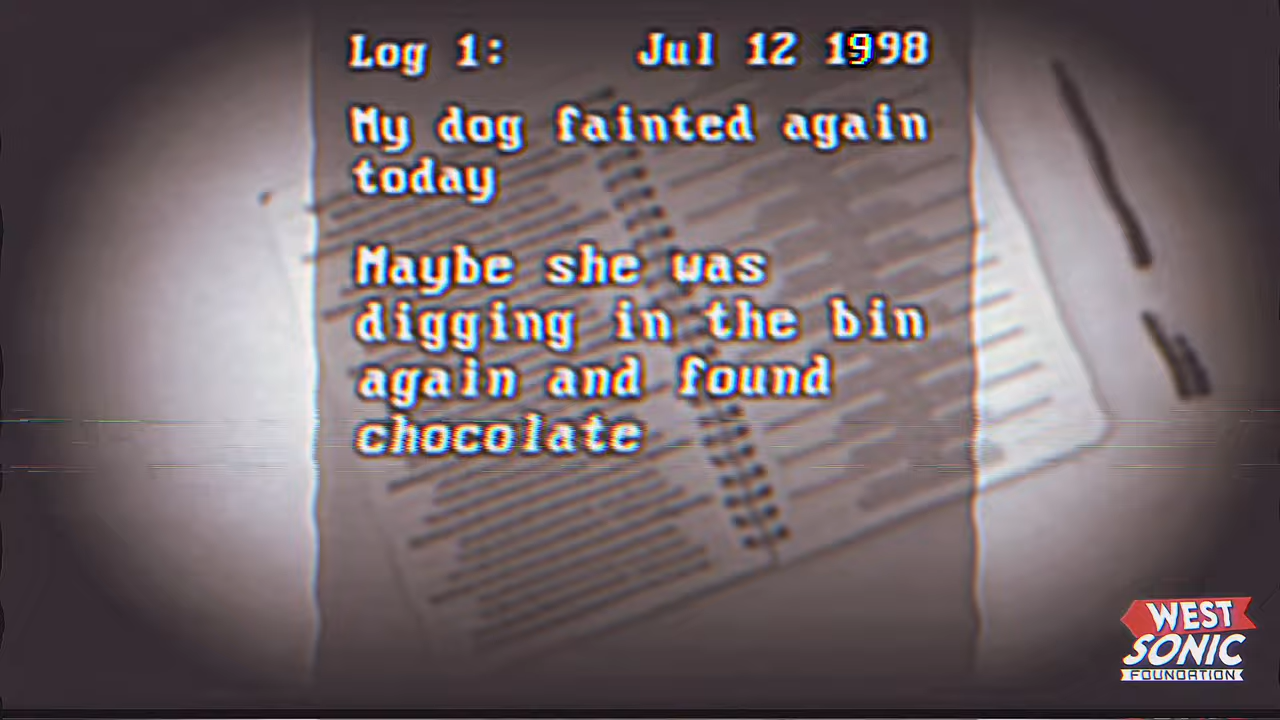 Log 1: Jul 12 1998
My dog fainted again
today
Maybe she was
digging in the bin
again and found
chocolate
WEST
SONIC
FOUNDATION